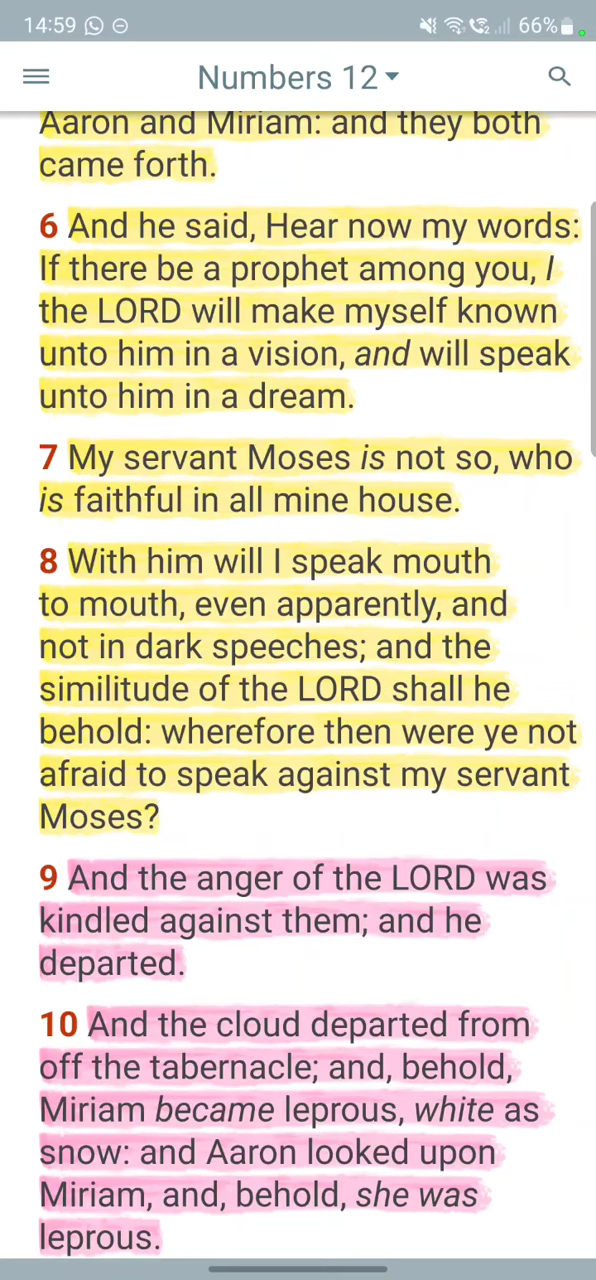 14:59 66%
Numbers 12
Aaron and Miriam: and they both
came forth.
6 And he said, Hear now my words:
If there be a prophet among you, I
the LORD will make myself known
unto him in a vision, and will speak
unto him in a dream.
7 My servant Moses is not so, who
is faithful in all mine house.
8 With him will I speak mouth
to mouth, even apparently, and
not in dark speeches; and the
similitude of the LORD shall he
behold: wherefore then were ye not
afraid to speak against my servant
Moses?
9 And the anger of the LORD was
kindled against them; and he
departed.
10 And the cloud departed from
off the tabernacle; and, behold,
Miriam became leprous, white as
snow: and Aaron looked upon
Miriam, and, behold, she was
leprous.